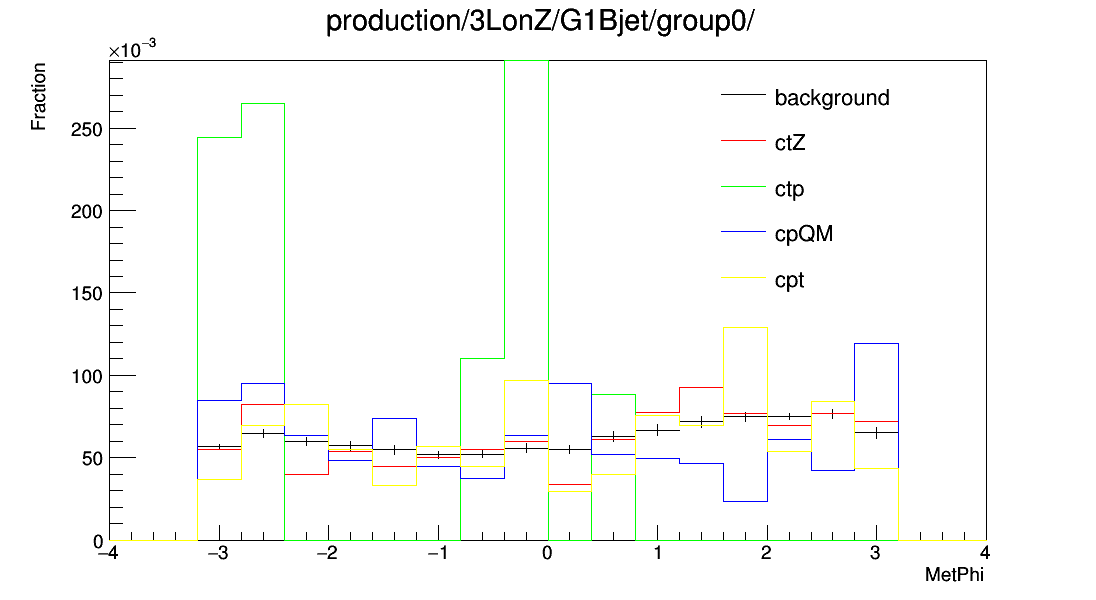 production/3LonZ/G1Bjet/group0/
×10⁻³
Fraction
background
ctZ
ctp
cpQM
cpt
250
200
150
100
50
0
−4 −3 −2 −1 0 1 2 3 4
MetPhi